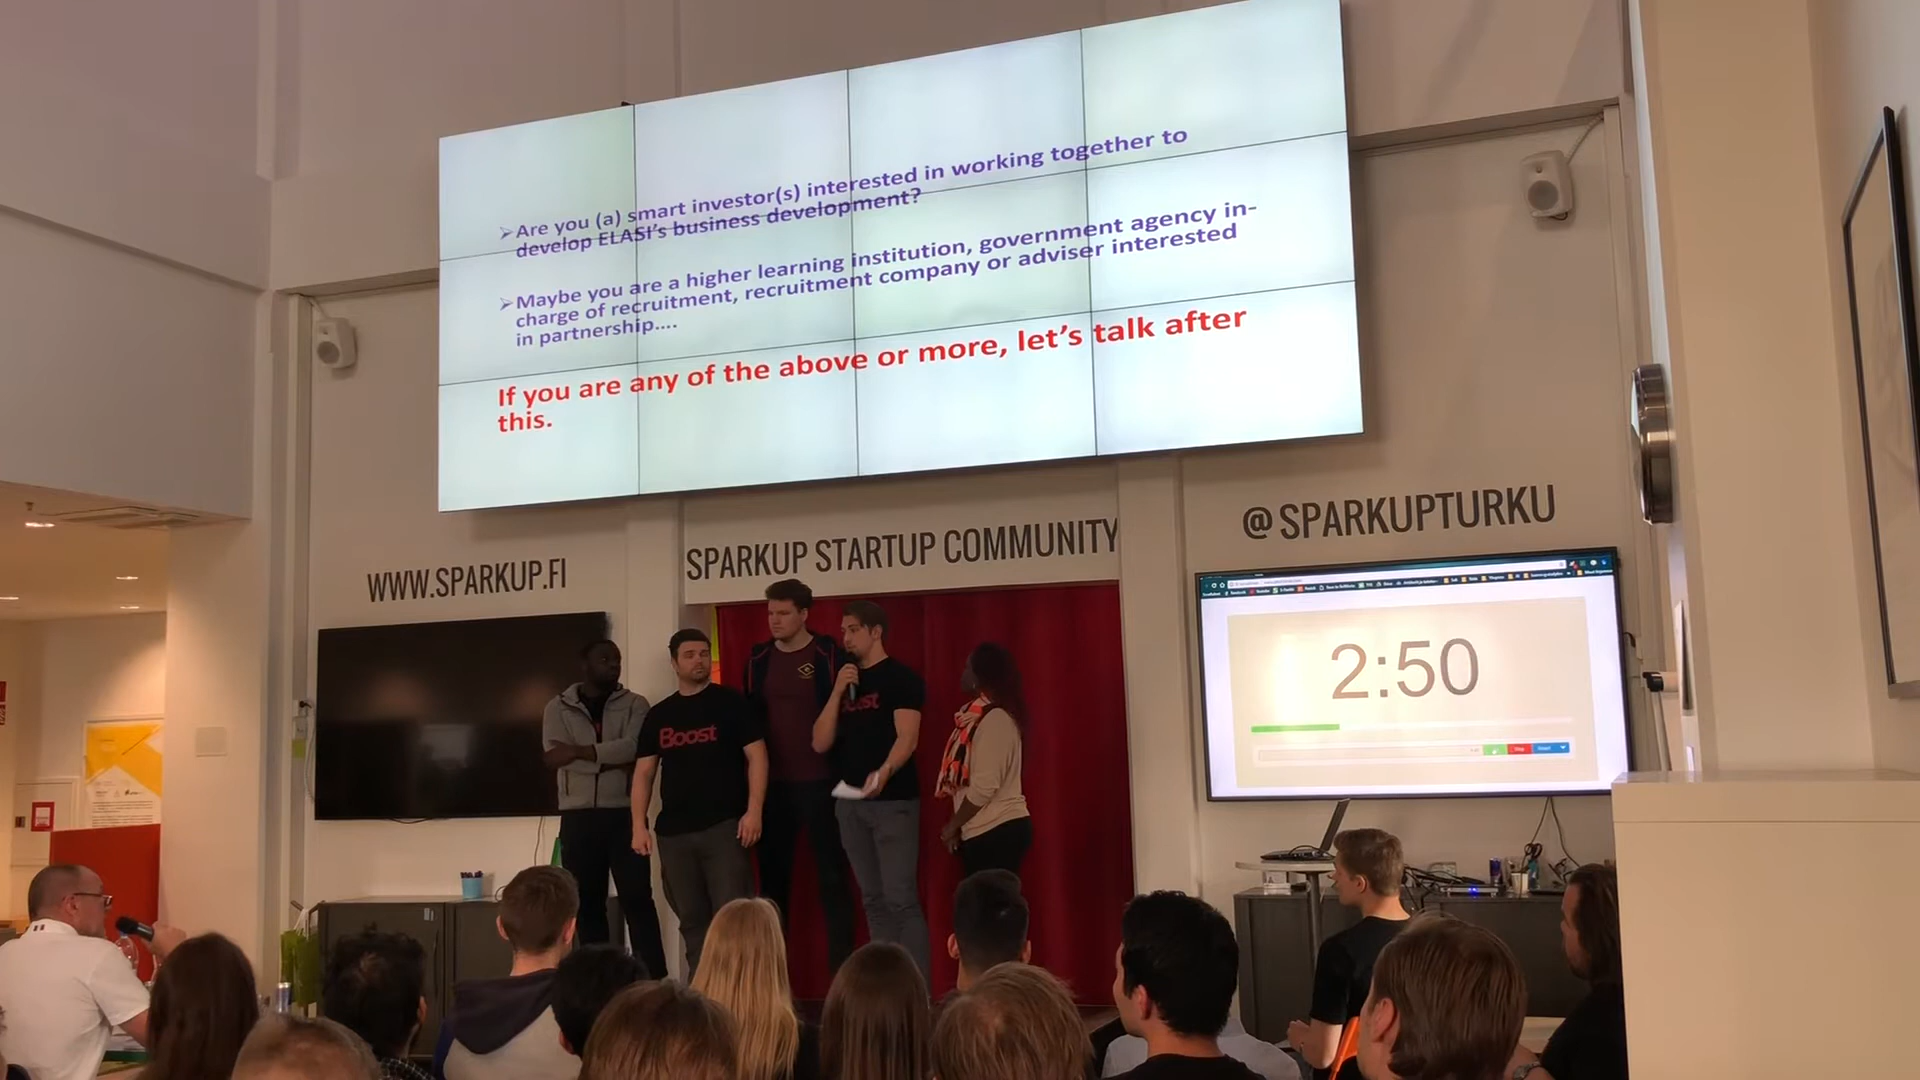 ➢Are you (a) smart investor(s) interested in working together to
develop ELASI's business development?
➢Maybe you are a higher learning institution, government agency in-
charge of recruitment, recruitment company or adviser interested
in partnership....
If you are any of the above or more, let's talk after
this.
WWW.SPARKUP.FI
SPARKUP STARTUP COMMUNITY
@SPARKUPTURKU
2:50
Boost